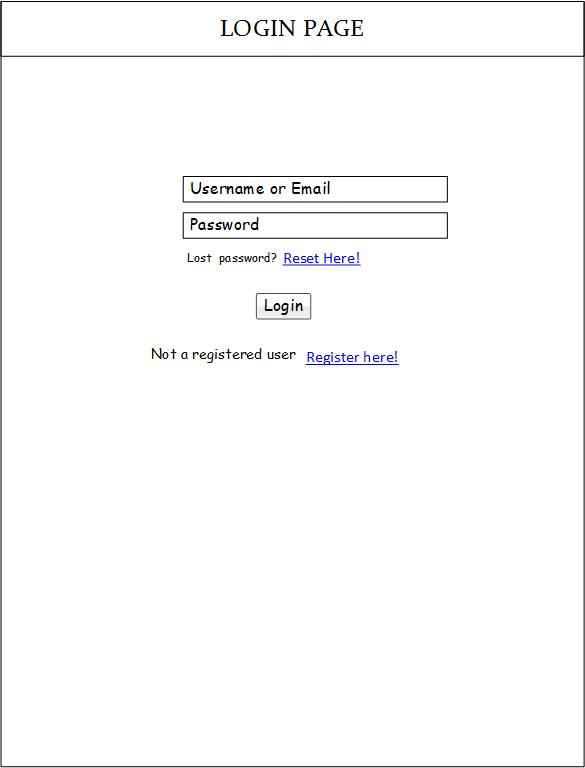 LOGIN PAGE
Username or Email
Password
Lost password? Reset Here!
Login
Not a registered user Register here!